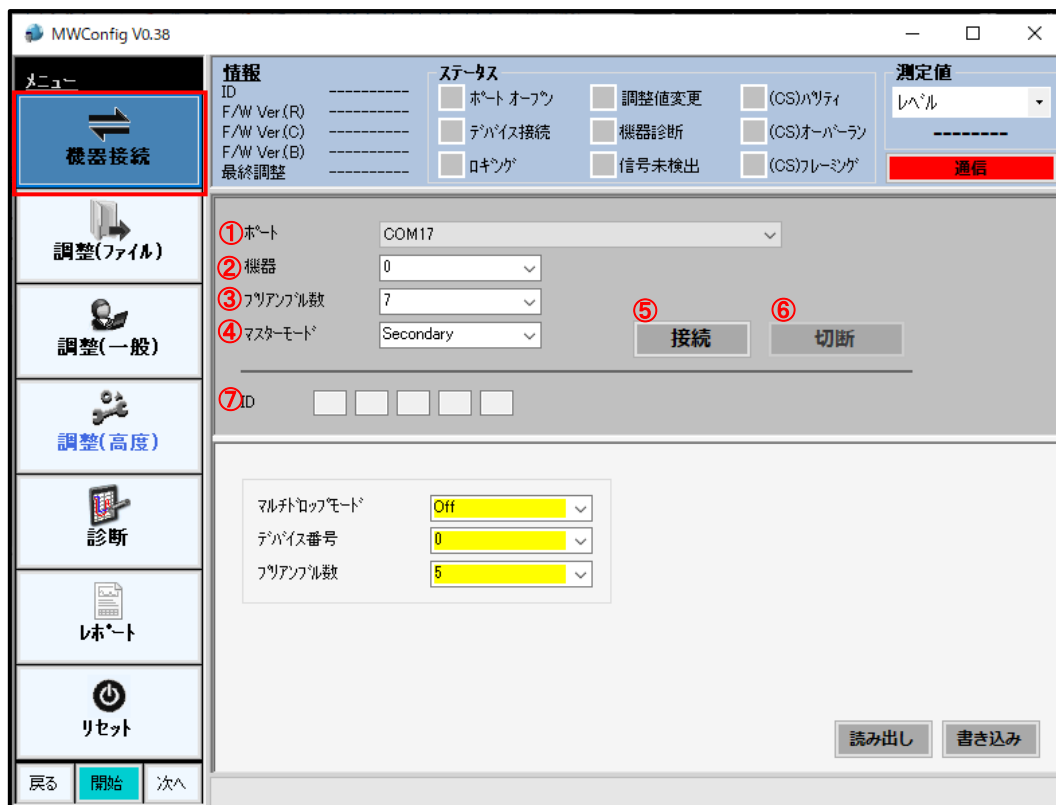 MWConfig V0.38
ﾒﾆｭｰ
機器接続
調整(ﾌｧｲﾙ)
調整(一般)
調整(高度)
診断
ﾚﾎﾟｰﾄ
ﾘｾｯﾄ
戻る 開始 次へ
情報
ID ----------
F/W Ver.(R) ----------
F/W Ver.(C) ----------
F/W Ver.(B) ----------
最終調整 ----------
ｽﾃｰﾀｽ
ﾎﾟｰﾄ ｵｰﾌﾟﾝ 調整値変更 (CS)ﾊﾟﾘﾃｨ
ﾃﾞﾊﾞｲｽ接続 機器診断 (CS)ｵｰﾊﾞｰﾗﾝ
ﾛｷﾞﾝｸﾞ 信号未検出 (CS)ﾌﾚｰﾐﾝｸﾞ
測定値
ﾚﾍﾞﾙ
--------
通信
①ﾎﾟｰﾄ COM17
②機器 0
③ﾌﾟﾘｱﾝﾌﾞﾙ数 7
④ﾏｽﾀｰﾓｰﾄﾞ Secondary
⑤ ⑥
接続 切断
⑦ID
ﾏﾙﾁﾄﾞﾛｯﾌﾟﾓｰﾄﾞ Off
ﾃﾞﾊﾞｲｽ番号 0
ﾌﾟﾘｱﾝﾌﾞﾙ数 5
読み出し 書き込み